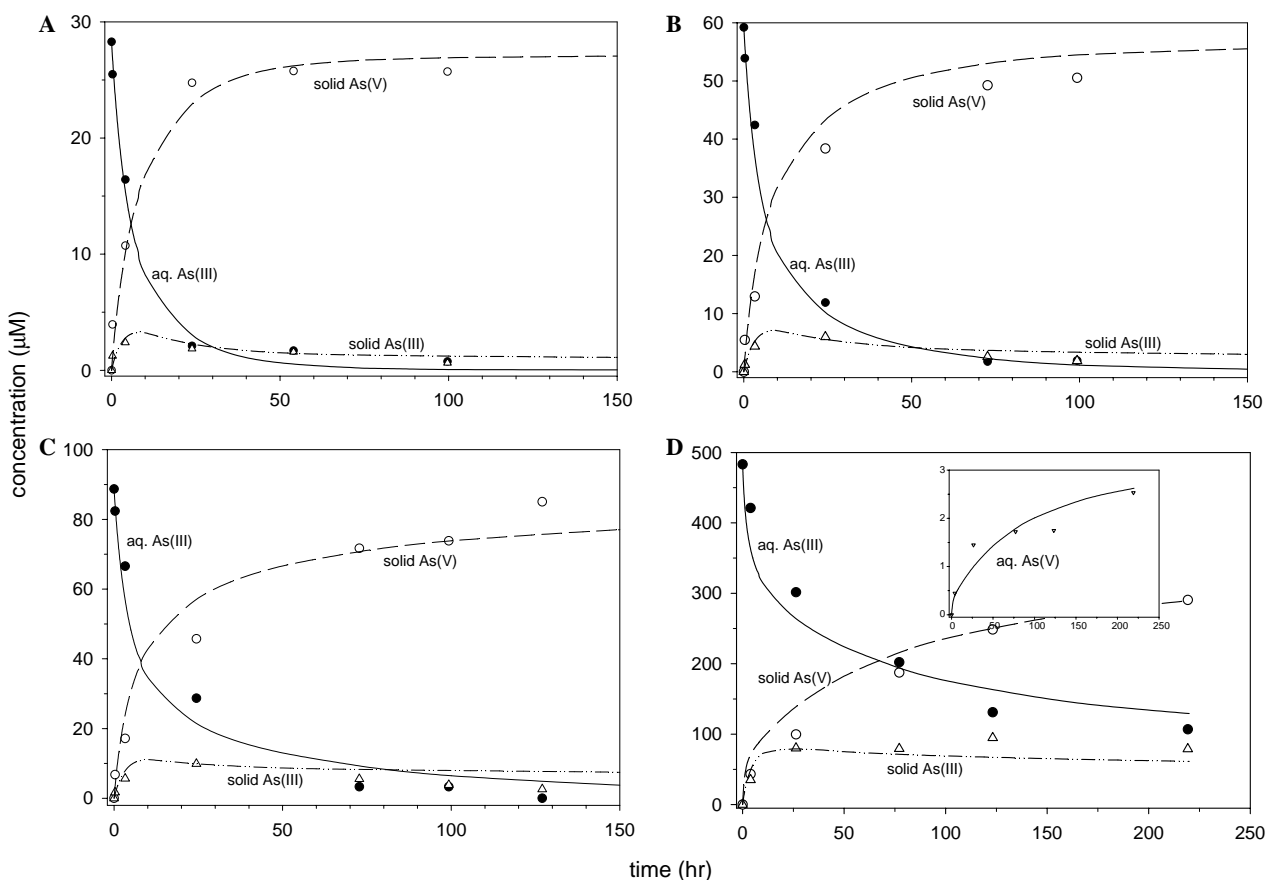 A
30
20
10
0
solid As(V)
aq. As(III)
solid As(III)
0 50 100 150
B
60
50
40
30
20
10
0
solid As(V)
aq. As(III)
solid As(III)
0 50 100 150
concentration (µM)
C
100
80
60
40
20
0
aq. As(III)
solid As(V)
solid As(III)
0 50 100 150
D
500
400
300
200
100
0
aq. As(III)
solid As(V)
solid As(III)
3
2
1
0
aq. As(V)
0 50 100 150 200 250
0 50 100 150 200 250
time (hr)